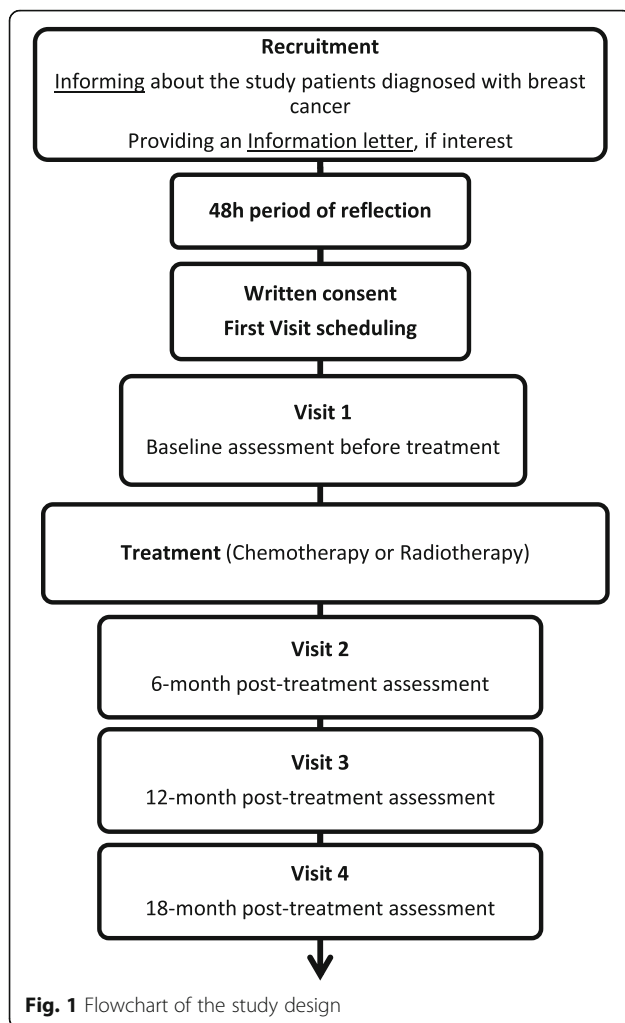 Recruitment
Informing about the study patients diagnosed with breast
cancer
Providing an Information letter, if interest
48h period of reflection
Written consent
First Visit scheduling
Visit 1
Baseline assessment before treatment
Treatment (Chemotherapy or Radiotherapy)
Visit 2
6-month post-treatment assessment
Visit 3
12-month post-treatment assessment
Visit 4
18-month post-treatment assessment
Fig. 1 Flowchart of the study design